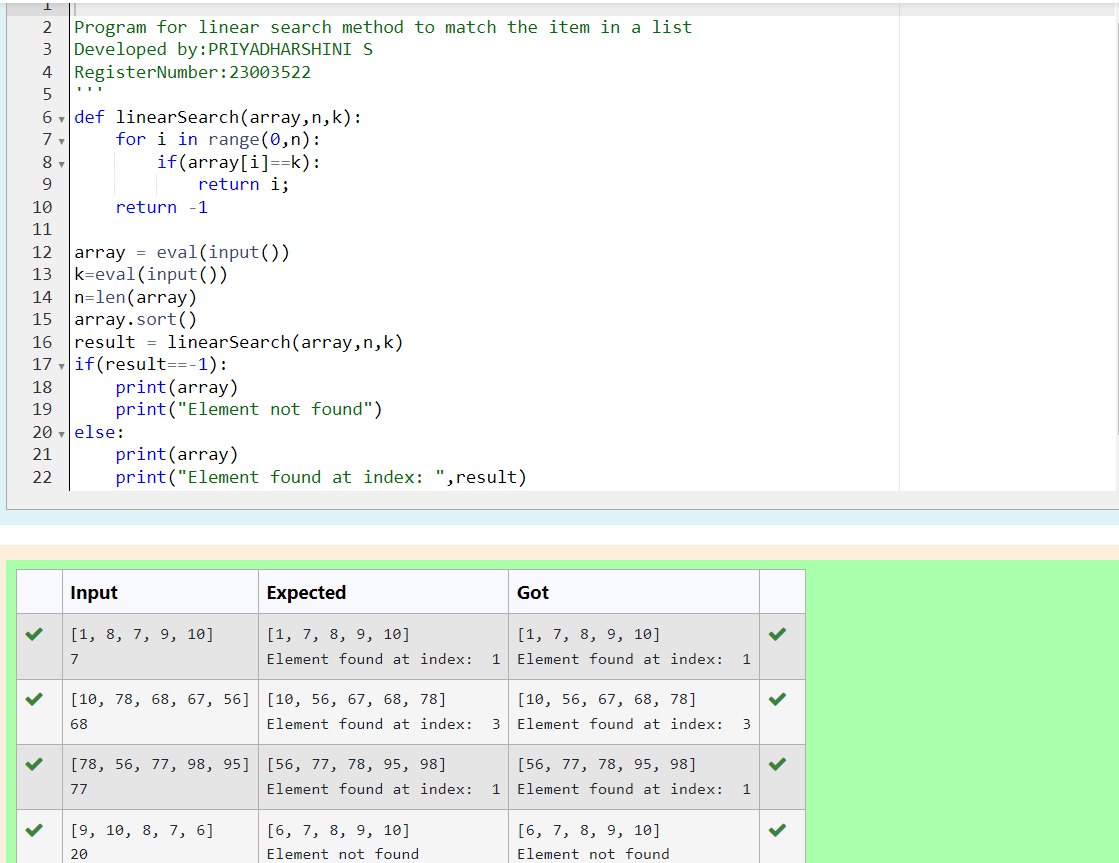 1
2 Program for linear search method to match the item in a list
3 Developed by:PRIYADHARSHINI S
4 RegisterNumber:23003522
5 '''
6 def linearSearch(array,n,k):
7     for i in range(0,n):
8         if(array[i]==k):
9             return i;
10     return -1
11
12 array = eval(input())
13 k=eval(input())
14 n=len(array)
15 array.sort()
16 result = linearSearch(array,n,k)
17 if(result==-1):
18     print(array)
19     print("Element not found")
20 else:
21     print(array)
22     print("Element found at index: ",result)
Input Expected Got
[1, 8, 7, 9, 10] [1, 7, 8, 9, 10] [1, 7, 8, 9, 10]
7 Element found at index:  1 Element found at index:  1
[10, 78, 68, 67, 56] [10, 56, 67, 68, 78] [10, 56, 67, 68, 78]
68 Element found at index:  3 Element found at index:  3
[78, 56, 77, 98, 95] [56, 77, 78, 95, 98] [56, 77, 78, 95, 98]
77 Element found at index:  1 Element found at index:  1
[9, 10, 8, 7, 6] [6, 7, 8, 9, 10] [6, 7, 8, 9, 10]
20 Element not found Element not found